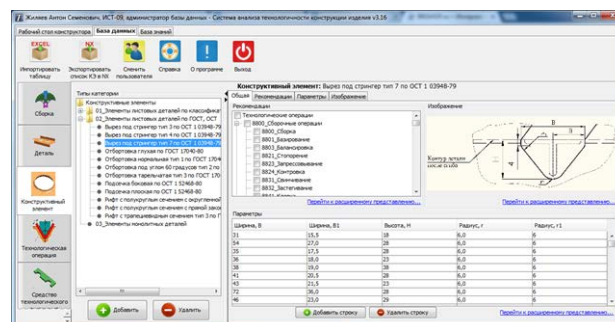 Жиляев Антон Семенович, ИСТ-09, администратор базы данных - Система анализа технологичности конструкции изделия v3.16
Рабочий стол конструктора База данных База знаний
EXCEL NX
Импортировать таблицу
Экспортировать список КЭ в NX
Сменить пользователя
Справка
О программе
Выход
Конструктивный элемент: Вырез под стрингер тип 7 по ОСТ 1 03948-79
Тип категории
Конструктивные элементы
01_Элементы листовых деталей по классификат
02_Элементы листовых деталей по ГОСТ, ОСТ
Вырез под стрингер тип 3 по ОСТ 1 03948-79
Вырез под стрингер тип 4 по ОСТ 1 03948-79
Вырез под стрингер тип 7 по ОСТ 1 03948-79
Отбортовка глухая по ГОСТ 17040-80
Отбортовка нормальная тип 1 по ГОСТ 1704
Отбортовка под углом 60 градусов тип 2 по
Отбортовка тарельчатая тип 3 по ГОСТ 170
Подсечка боковая по ОСТ 1 52468-80
Подсечка плоская по ОСТ 1 52468-80
Рифт с полукруглым сечением с округленной
Рифт с полукруглым сечением с прямой зако
Рифт с трапециевидным сечением тип 3 по Г
03_Элементы монолитных деталей
Сборка
Деталь
Конструктивный элемент
Технологическая операция
Средство технологического
Добавить Удалить
Общая Рекомендации Параметры Изображение
Рекомендации
Технологические операции
8800_Сборочные операции
8800_Сборка
8801_Базирование
8803_Балансировка
8821_Стопорение
8823_Запрессовывание
8824_Контровка
8831_Свинчивание
8832_Застегивание
Перейти к расширенному представлению...
Изображение
B
Контур детали
Перейти к расширенному представлению...
Параметры
Ширина, B Ширина, B1 Высота, H Радиус, r Радиус, r1
31 15,5 18 6,0 6
54 27,0 28 6,0 6
35 17,5 28 6,0 6
36 18,0 23 6,0 6
38 19,0 38 6,0 6
41 20,5 28 6,0 6
43 21,5 23 6,0 6
72 36,0 28 6,0 6
46 23,0 29 6,0 6
Добавить строку Удалить строку Перейти к расширенному представлению...